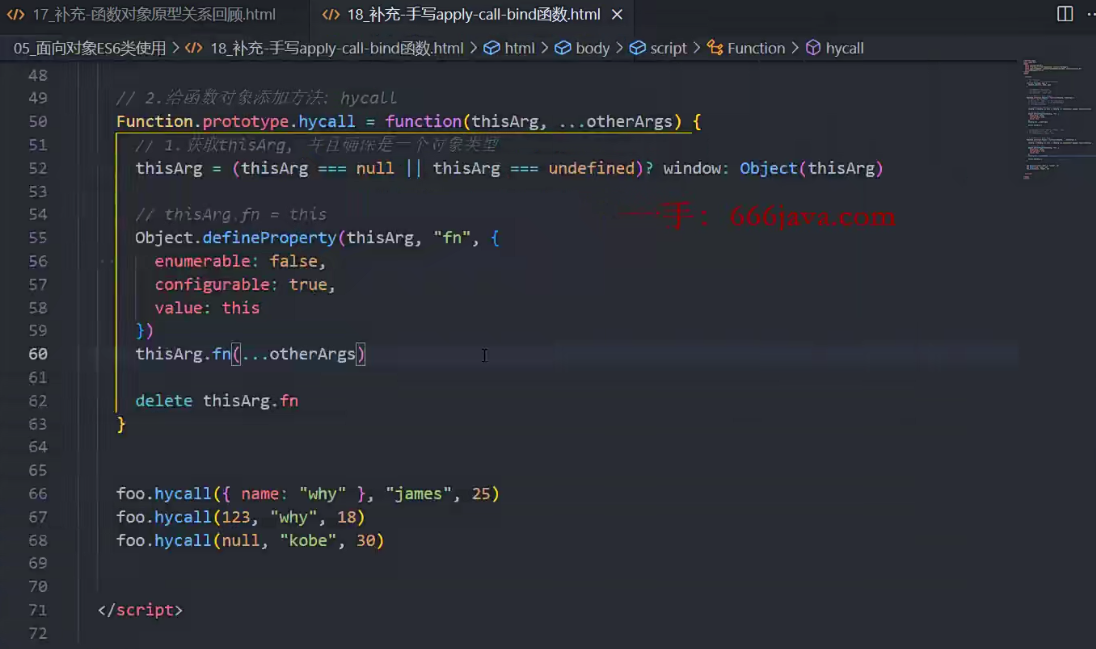 17_补充-函数对象原型关系回顾.html 18_补充-手写apply-call-bind函数.html
05_面向对象ES6类使用 > 18_补充-手写apply-call-bind函数.html > html > body > script > Function > hycall
48
49 // 2.给函数对象添加方法: hycall
50 Function.prototype.hycall = function(thisArg, ...otherArgs) {
51 // 1.获取thisArg, 并且确保是一个对象类型
52 thisArg = (thisArg === null || thisArg === undefined)? window: Object(thisArg)
53
54 // thisArg.fn = this
一手: 666java.com
55 Object.defineProperty(thisArg, "fn", {
56 enumerable: false,
57 configurable: true,
58 value: this
59 })
60 thisArg.fn(...otherArgs)
61
62 delete thisArg.fn
63 }
64
65
66 foo.hycall({ name: "why" }, "james", 25)
67 foo.hycall(123, "why", 18)
68 foo.hycall(null, "kobe", 30)
69
70
71 </script>
72